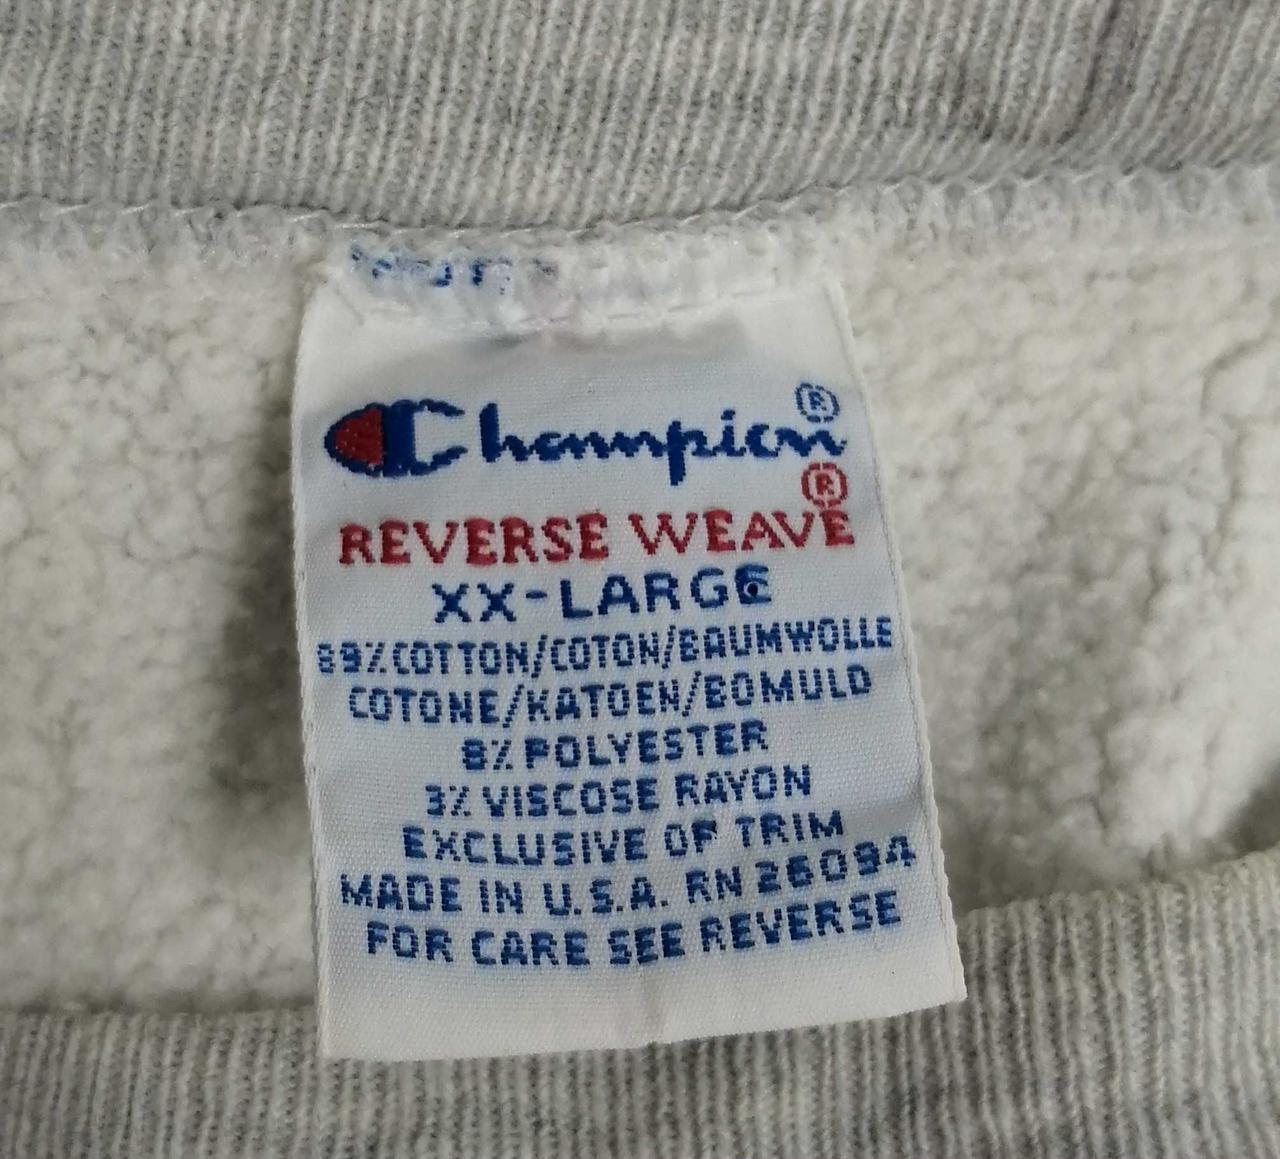 Champion®
REVERSE WEAVE®
XX-LARGE
89% COTTON/COTON/BAUMWOLLE
COTONE/KATOEN/BOMULD
8% POLYESTER
3% VISCOSE RAYON
EXCLUSIVE OF TRIM
MADE IN U.S.A. RN 26094
FOR CARE SEE REVERSE